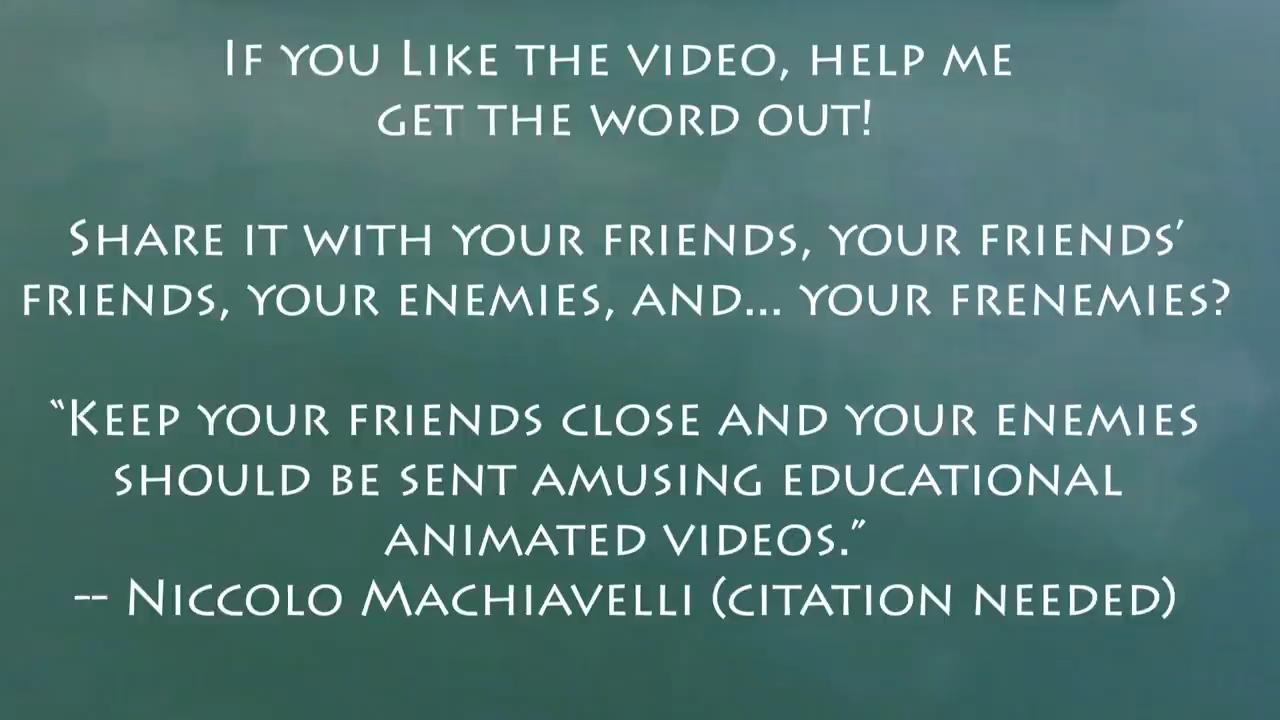 If you Like the video, help me
get the word out!
Share it with your friends, your friends’
friends, your enemies, and... your frenemies?
“Keep your friends close and your enemies
should be sent amusing educational
animated videos.”
-- Niccolo Machiavelli (citation needed)